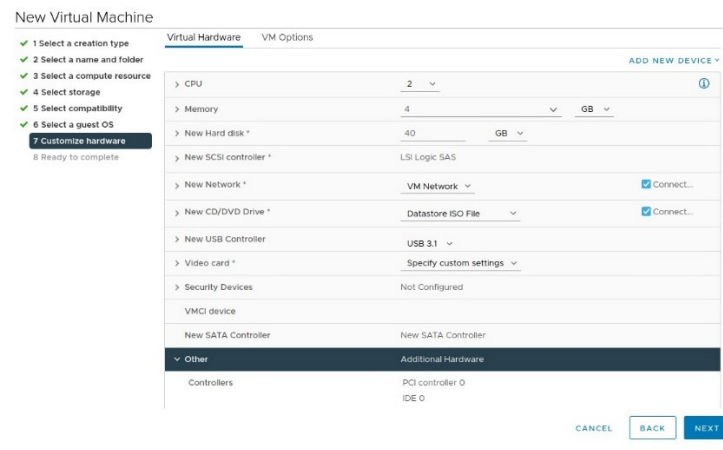 New Virtual Machine
1 Select a creation type
2 Select a name and folder
3 Select a compute resource
4 Select storage
5 Select compatibility
6 Select a guest OS
7 Customize hardware
8 Ready to complete
Virtual Hardware VM Options
ADD NEW DEVICE
CPU 2
Memory 4 GB
New Hard disk * 40 GB
New SCSI controller * LSI Logic SAS
New Network * VM Network Connect...
New CD/DVD Drive * Datastore ISO File Connect...
New USB Controller USB 3.1
Video card * Specify custom settings
Security Devices Not Configured
VMCI device
New SATA Controller New SATA Controller
Other Additional Hardware
Controllers PCI controller 0
IDE 0
CANCEL BACK NEXT